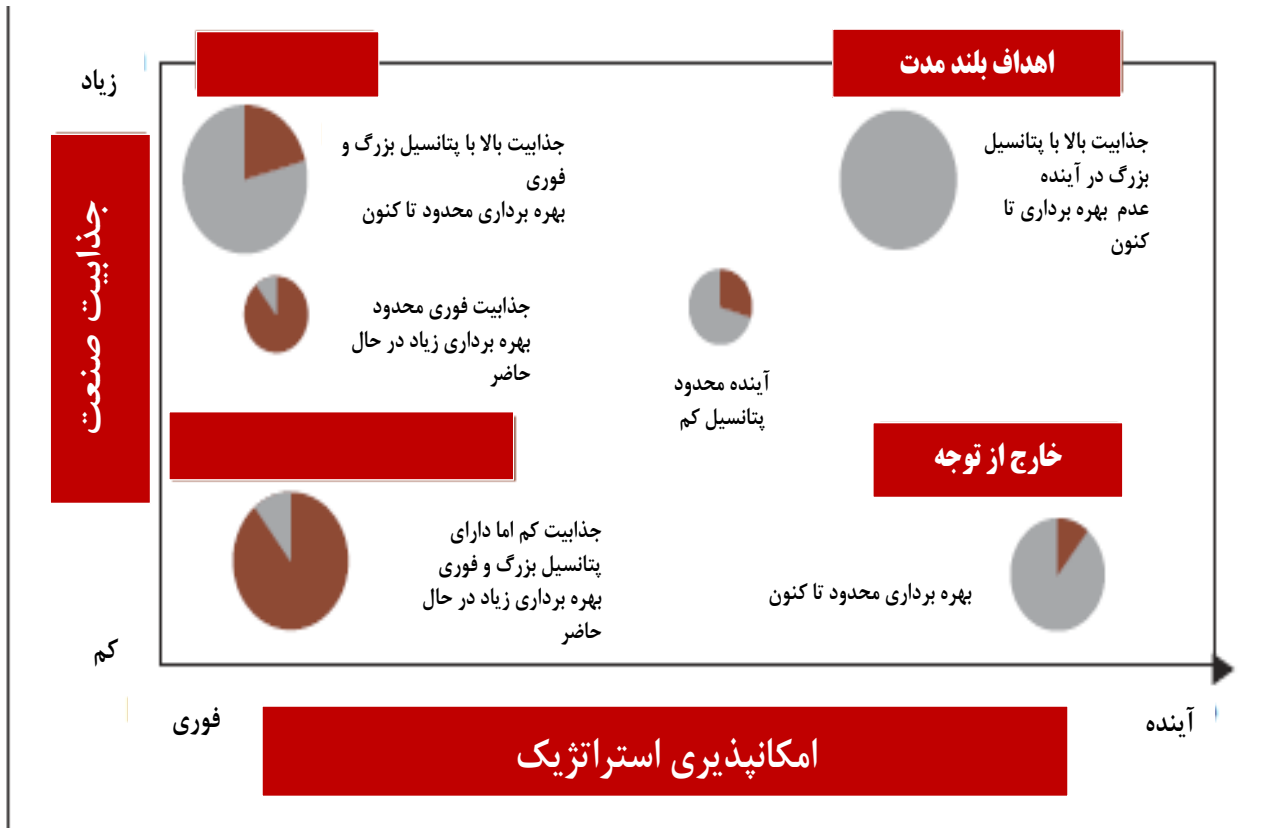 اهداف بلند مدت
زیاد
جذابیت بالا با پتانسیل بزرگ و
فوری
بهره برداری محدود تا کنون
جذابیت بالا با پتانسیل
بزرگ در آینده
عدم بهره برداری تا
کنون
جذابیت صنعت
جذابیت فوری محدود
بهره برداری زیاد در حال
حاضر
آینده محدود
پتانسیل کم
خارج از توجه
جذابیت کم اما دارای
پتانسیل بزرگ و فوری
بهره برداری زیاد در حال
حاضر
بهره برداری محدود تا کنون
کم
فوری
آینده
امکانپذیری استراتژیک